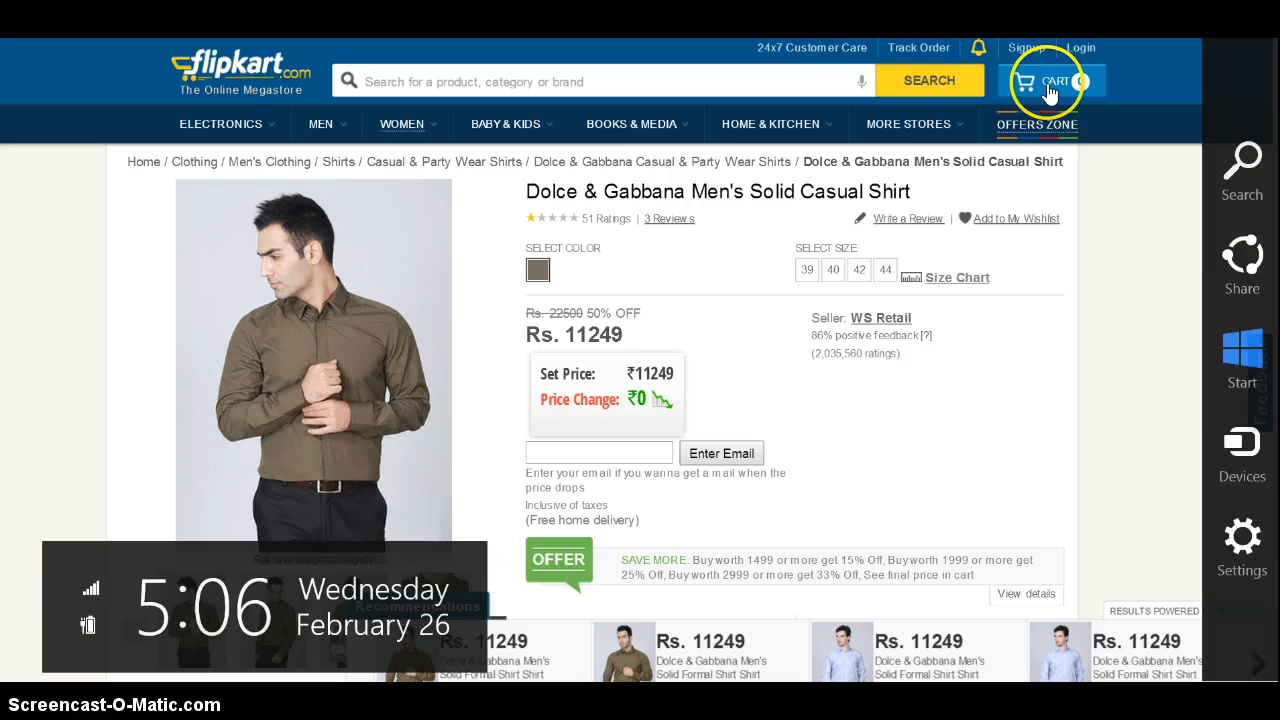 24x7 Customer Care
Track Order
Signup
Login
flipkart.com
The Online Megastore
Search for a product, category or brand
SEARCH
CART 0
ELECTRONICS
MEN
WOMEN
BABY & KIDS
BOOKS & MEDIA
HOME & KITCHEN
MORE STORES
OFFERS ZONE
Home / Clothing / Men's Clothing / Shirts / Casual & Party Wear Shirts / Dolce & Gabbana Casual & Party Wear Shirts / Dolce & Gabbana Men's Solid Casual Shirt
Dolce & Gabbana Men's Solid Casual Shirt
51 Ratings | 3 Reviews
Write a Review | Add to My Wishlist
SELECT COLOR
SELECT SIZE
39 40 42 44 Size Chart
Rs. 22500 50% OFF
Rs. 11249
Seller: WS Retail
86% positive feedback [?]
(2,035,560 ratings)
Set Price: ₹11249
Price Change: ₹0
Enter Email
Enter your email if you wanna get a mail when the
price drops
Inclusive of taxes
(Free home delivery)
OFFER
SAVE MORE: Buy worth 1499 or more get 15% Off, Buy worth 1999 or more get
25% Off, Buy worth 2999 or more get 33% Off, See final price in cart
View details
Recommendations
RESULTS POWERED
Rs. 11249
Dolce & Gabbana Men's
Solid Formal Shirt Shirt
Rs. 11249
Dolce & Gabbana Men's
Solid Formal Shirt Shirt
Rs. 11249
Dolce & Gabbana Men's
Solid Formal Shirt Shirt
Rs. 11249
Dolce & Gabbana Men's
Solid Formal Shirt Shirt
5:06
Wednesday
February 26
Search
Share
Start
Feedback
Devices
Settings
Screencast-O-Matic.com